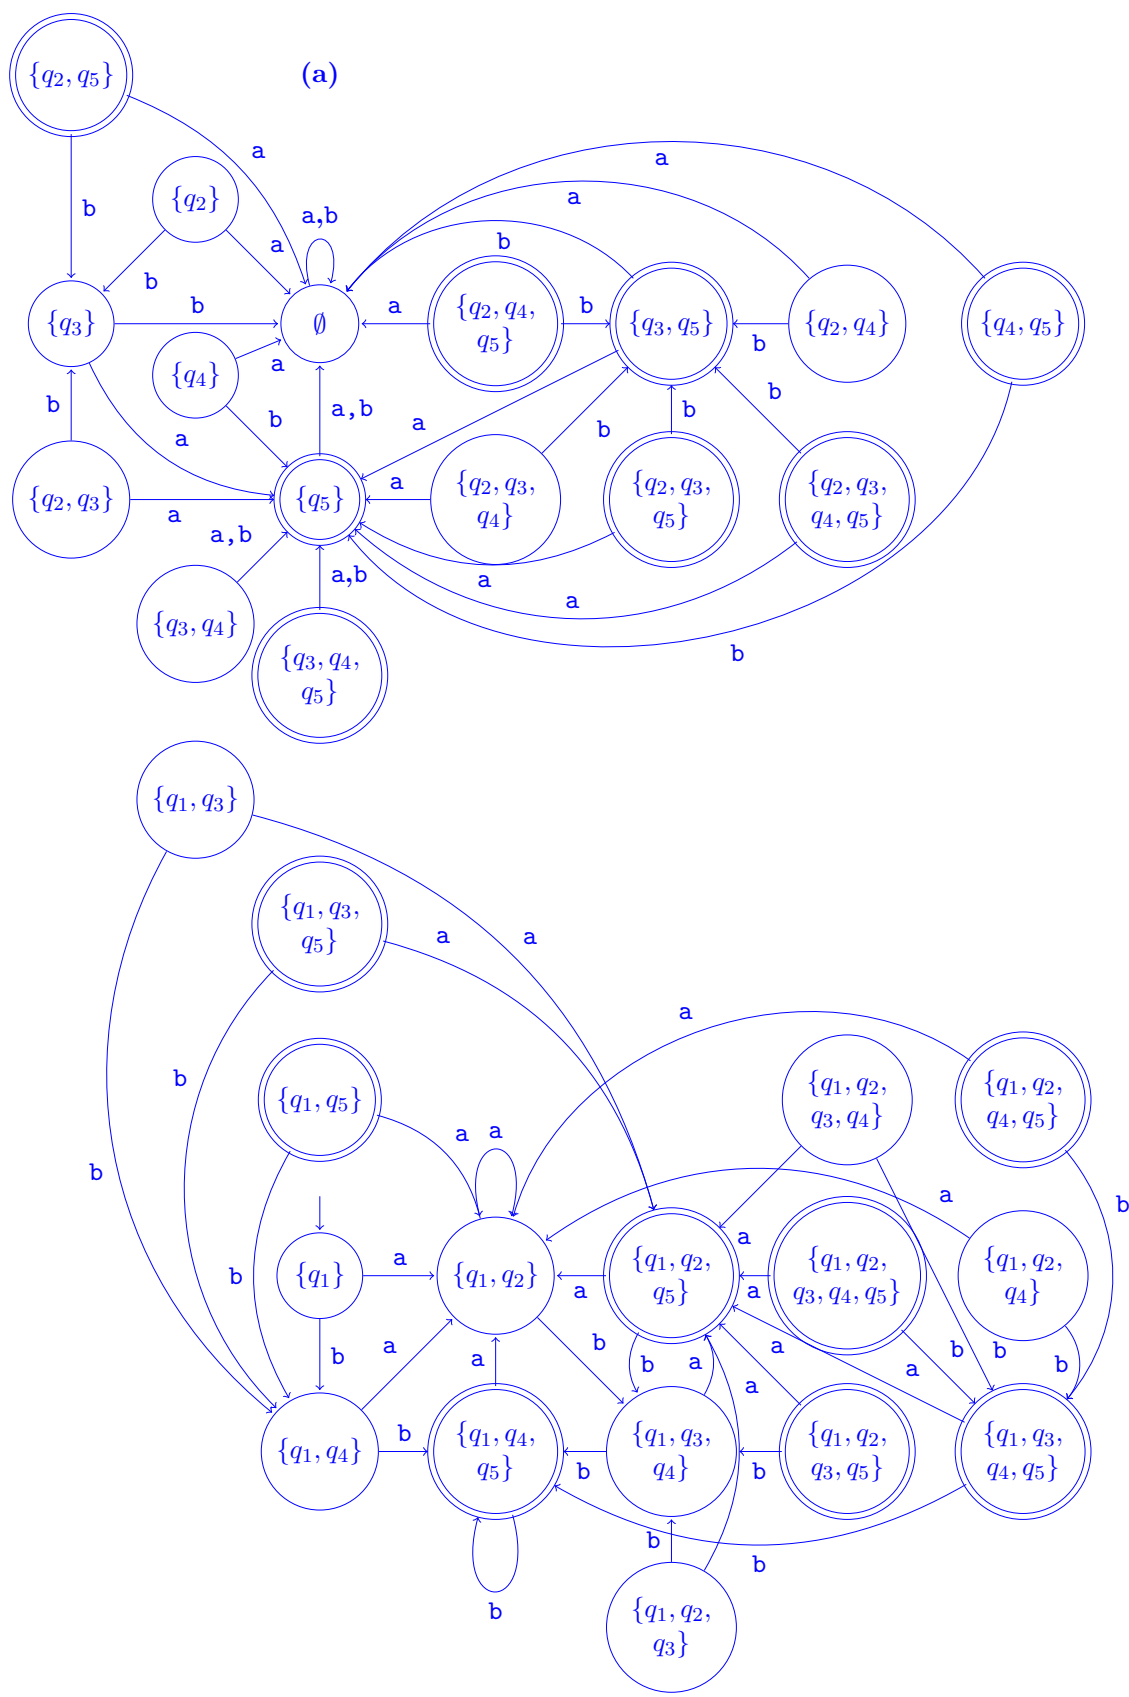 {q2, q5}
(a)
a
b
{q2}
a
b
a,b
a
a
b
{q3}
b
∅
a
{q2, q4,
q5}
b
{q3, q5}
b
{q2, q4}
{q4, q5}
{q4}
a
b
b
a
b
a,b
a
b
b
b
{q2, q3}
a
{q5}
a
{q2, q3,
q4}
{q2, q3,
q5}
{q2, q3,
q4, q5}
a,b
a,b
a
a
b
{q3, q4}
{q3, q4,
q5}
{q1, q3}
{q1, q3,
q5}
a
a
a
b
{q1, q5}
a
a
{q1, q2,
q3, q4}
{q1, q2,
q4, q5}
b
a
b
a
b
{q1}
a
{q1, q2}
a
{q1, q2,
q5}
a
{q1, q2,
q3, q4, q5}
{q1, q2,
q4}
b
a
a
b
b
a
a
a
a
b
b
b
{q1, q4}
b
{q1, q4,
q5}
b
{q1, q3,
q4}
b
{q1, q2,
q3, q5}
{q1, q3,
q4, q5}
b
b
b
{q1, q2,
q3}